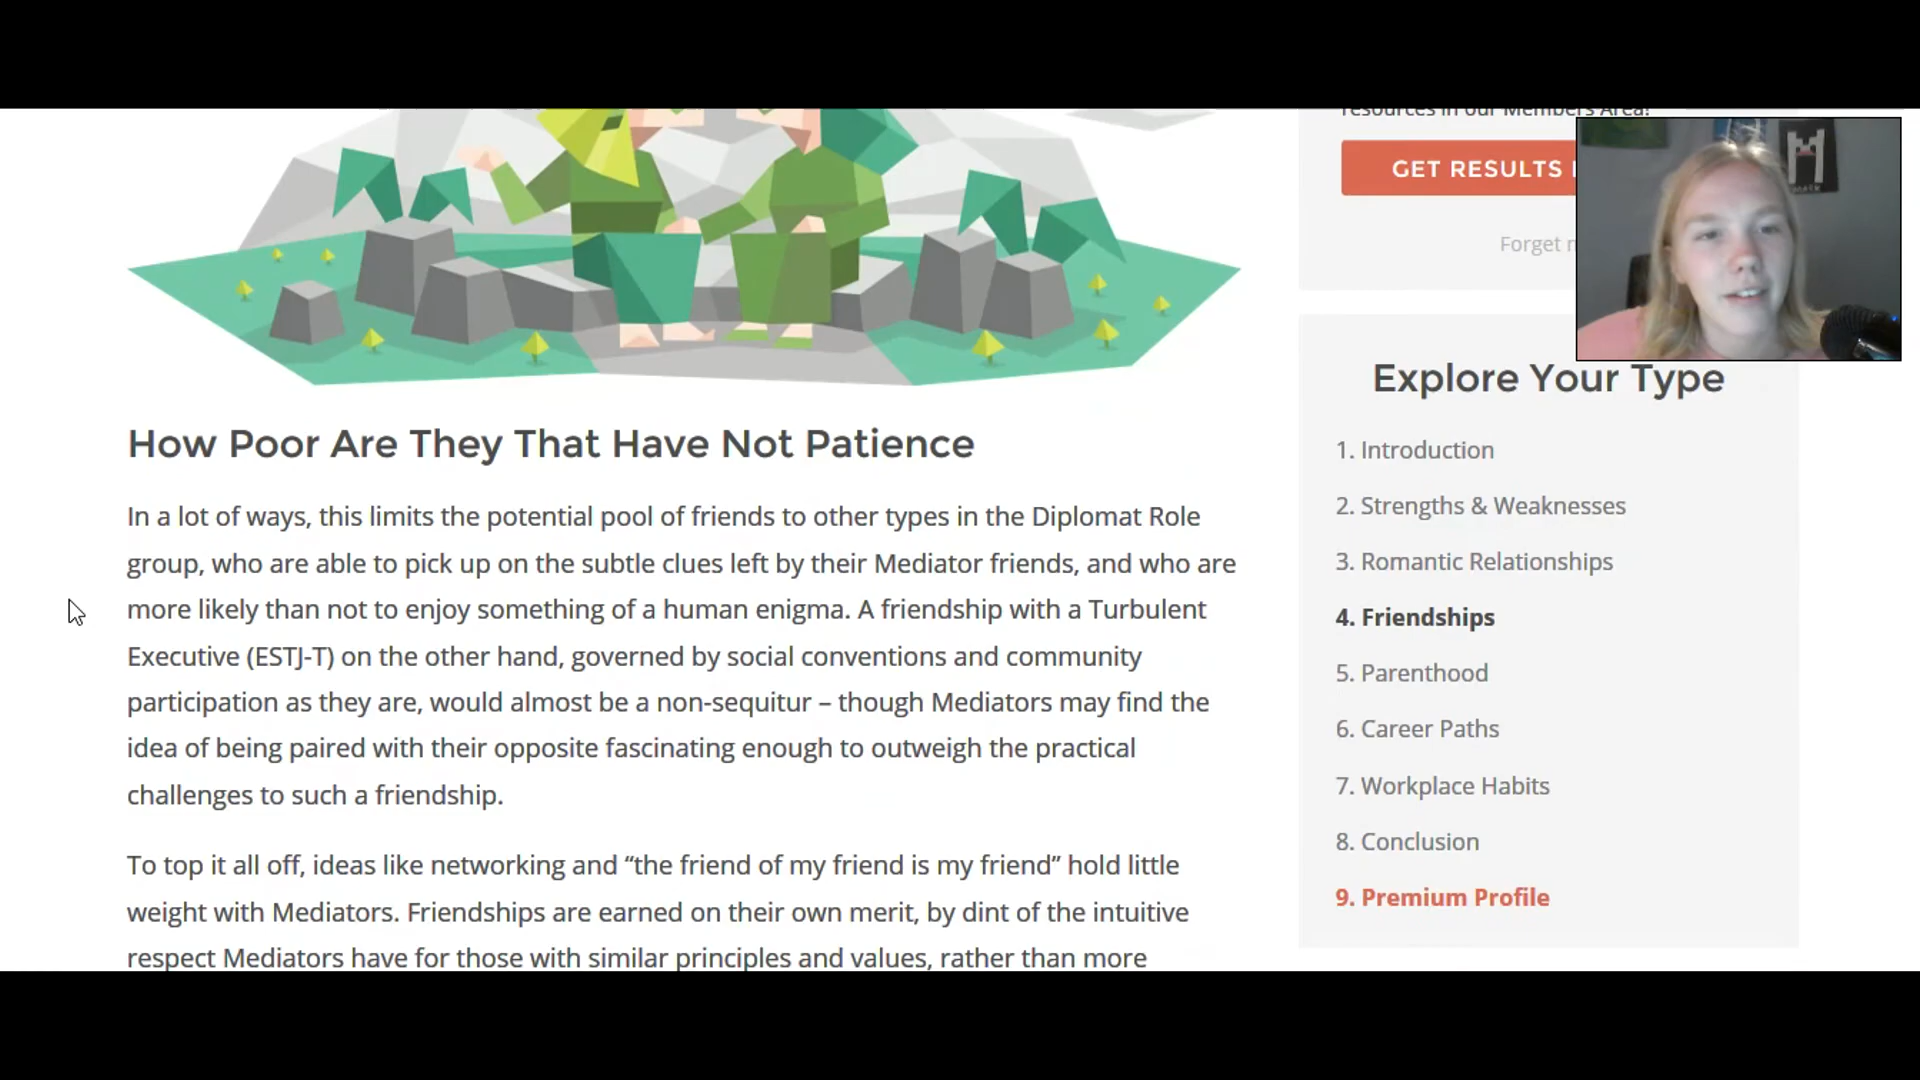 resources in our Members Area!
GET RESULTS
Forget
How Poor Are They That Have Not Patience
In a lot of ways, this limits the potential pool of friends to other types in the Diplomat Role
group, who are able to pick up on the subtle clues left by their Mediator friends, and who are
more likely than not to enjoy something of a human enigma. A friendship with a Turbulent
Executive (ESTJ-T) on the other hand, governed by social conventions and community
participation as they are, would almost be a non-sequitur – though Mediators may find the
idea of being paired with their opposite fascinating enough to outweigh the practical
challenges to such a friendship.
To top it all off, ideas like networking and “the friend of my friend is my friend” hold little
weight with Mediators. Friendships are earned on their own merit, by dint of the intuitive
respect Mediators have for those with similar principles and values, rather than more
Explore Your Type
1. Introduction
2. Strengths & Weaknesses
3. Romantic Relationships
4. Friendships
5. Parenthood
6. Career Paths
7. Workplace Habits
8. Conclusion
9. Premium Profile